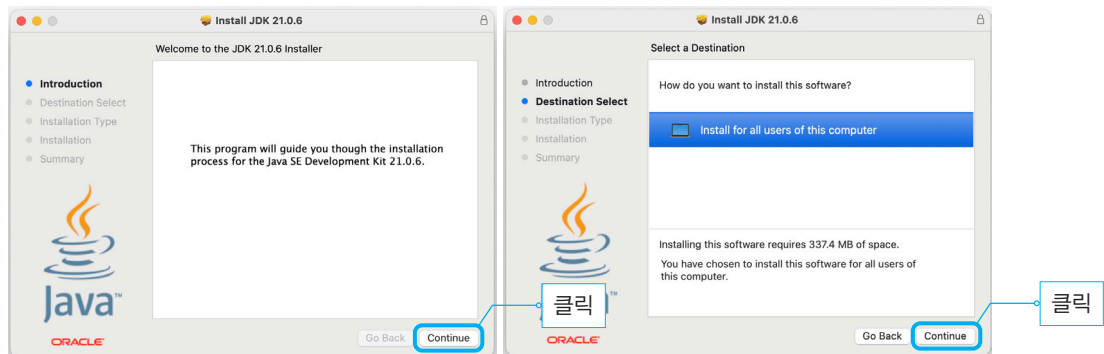 Install JDK 21.0.6
Welcome to the JDK 21.0.6 Installer
Introduction
Destination Select
Installation Type
Installation
Summary
This program will guide you though the installation
process for the Java SE Development Kit 21.0.6.
Java™
ORACLE
Go Back
Continue
클릭
Install JDK 21.0.6
Select a Destination
Introduction
Destination Select
Installation Type
Installation
Summary
How do you want to install this software?
Install for all users of this computer
Installing this software requires 337.4 MB of space.
You have chosen to install this software for all users of
this computer.
ORACLE
Go Back
Continue
클릭